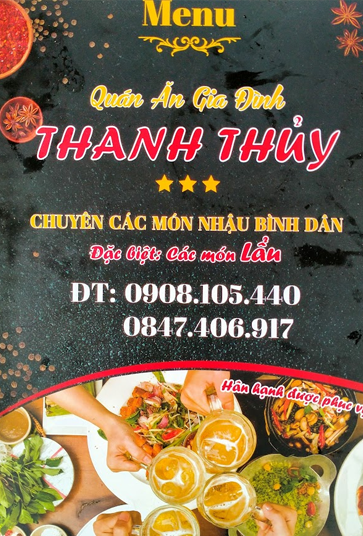 Menu
Quán Ăn Gia Đình
THANH THỦY
CHUYÊN CÁC MÓN NHẬU BÌNH DÂN
Đặc biệt: Các món Lẩu
ĐT: 0908.105.440
0847.406.917
Hân hạnh được phục